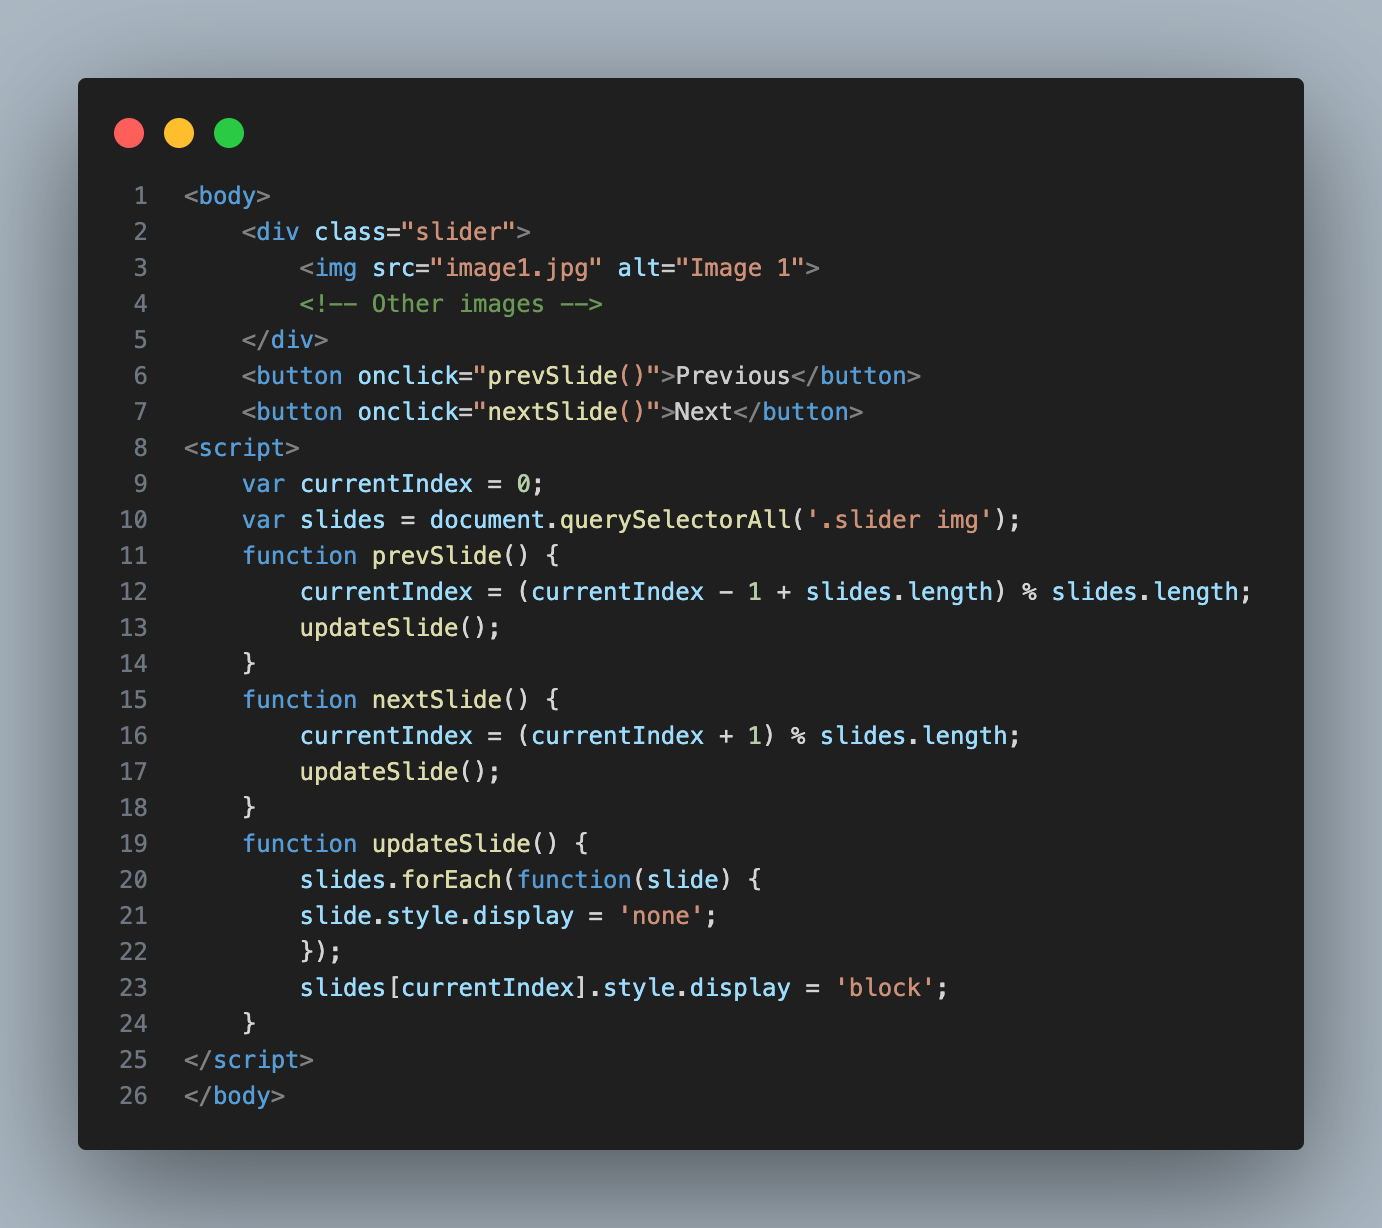 1 <body>
2     <div class="slider">
3         <img src="image1.jpg" alt="Image 1">
4         <!-- Other images -->
5     </div>
6     <button onclick="prevSlide()">Previous</button>
7     <button onclick="nextSlide()">Next</button>
8 <script>
9     var currentIndex = 0;
10     var slides = document.querySelectorAll('.slider img');
11     function prevSlide() {
12         currentIndex = (currentIndex - 1 + slides.length) % slides.length;
13         updateSlide();
14     }
15     function nextSlide() {
16         currentIndex = (currentIndex + 1) % slides.length;
17         updateSlide();
18     }
19     function updateSlide() {
20         slides.forEach(function(slide) {
21         slide.style.display = 'none';
22         });
23         slides[currentIndex].style.display = 'block';
24     }
25 </script>
26 </body>